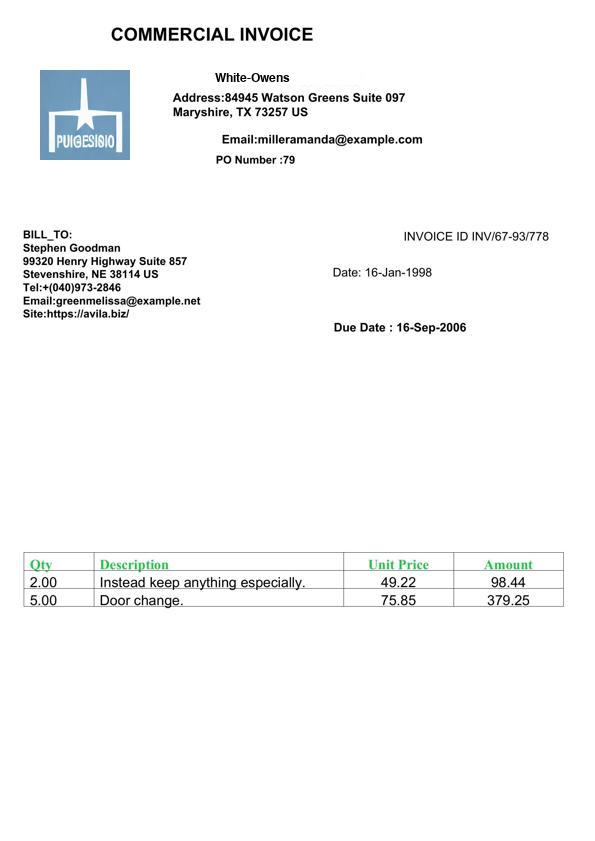 COMMERCIAL INVOICE
PUIGESISIO
White-Owens
Address:84945 Watson Greens Suite 097
Maryshire, TX 73257 US
Email:milleramanda@example.com
PO Number :79
BILL_TO:
Stephen Goodman
99320 Henry Highway Suite 857
Stevenshire, NE 38114 US
Tel:+(040)973-2846
Email:greenmelissa@example.net
Site:https://avila.biz/
INVOICE ID INV/67-93/778
Date: 16-Jan-1998
Due Date : 16-Sep-2006
Qty Description Unit Price Amount
2.00 Instead keep anything especially. 49.22 98.44
5.00 Door change. 75.85 379.25